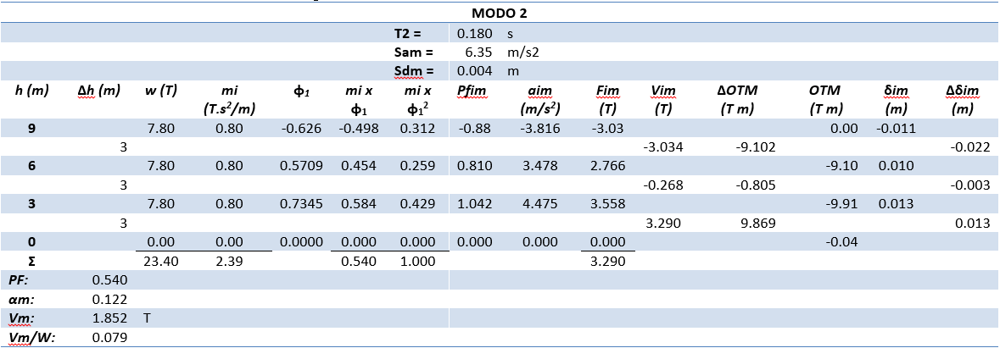 MODO 2
T2 = 0.180 s
Sam = 6.35 m/s2
Sdm = 0.004 m
h (m) Δh (m) w (T) mi ϕ1 mi x mi x Pfim αim Fim Vim ΔOTM OTM δim Δδim
(T.s²/m) ϕ1 ϕ1² (m/s²) (T) (T) (T m) (T m) (m) (m)
9 7.80 0.80 -0.626 -0.498 0.312 -0.88 -3.816 -3.03 0.00 -0.011
3 -3.034 -9.102 -0.022
6 7.80 0.80 0.5709 0.454 0.259 0.810 3.478 2.766 -9.10 0.010
3 -0.268 -0.805 -0.003
3 7.80 0.80 0.7345 0.584 0.429 1.042 4.475 3.558 -9.91 0.013
3 3.290 9.869 0.013
0 0.00 0.00 0.0000 0.000 0.000 0.000 0.000 0.000 -0.04
Σ 23.40 2.39 0.540 1.000 3.290
PF: 0.540
αm: 0.122
Vm: 1.852 T
Vm/W: 0.079